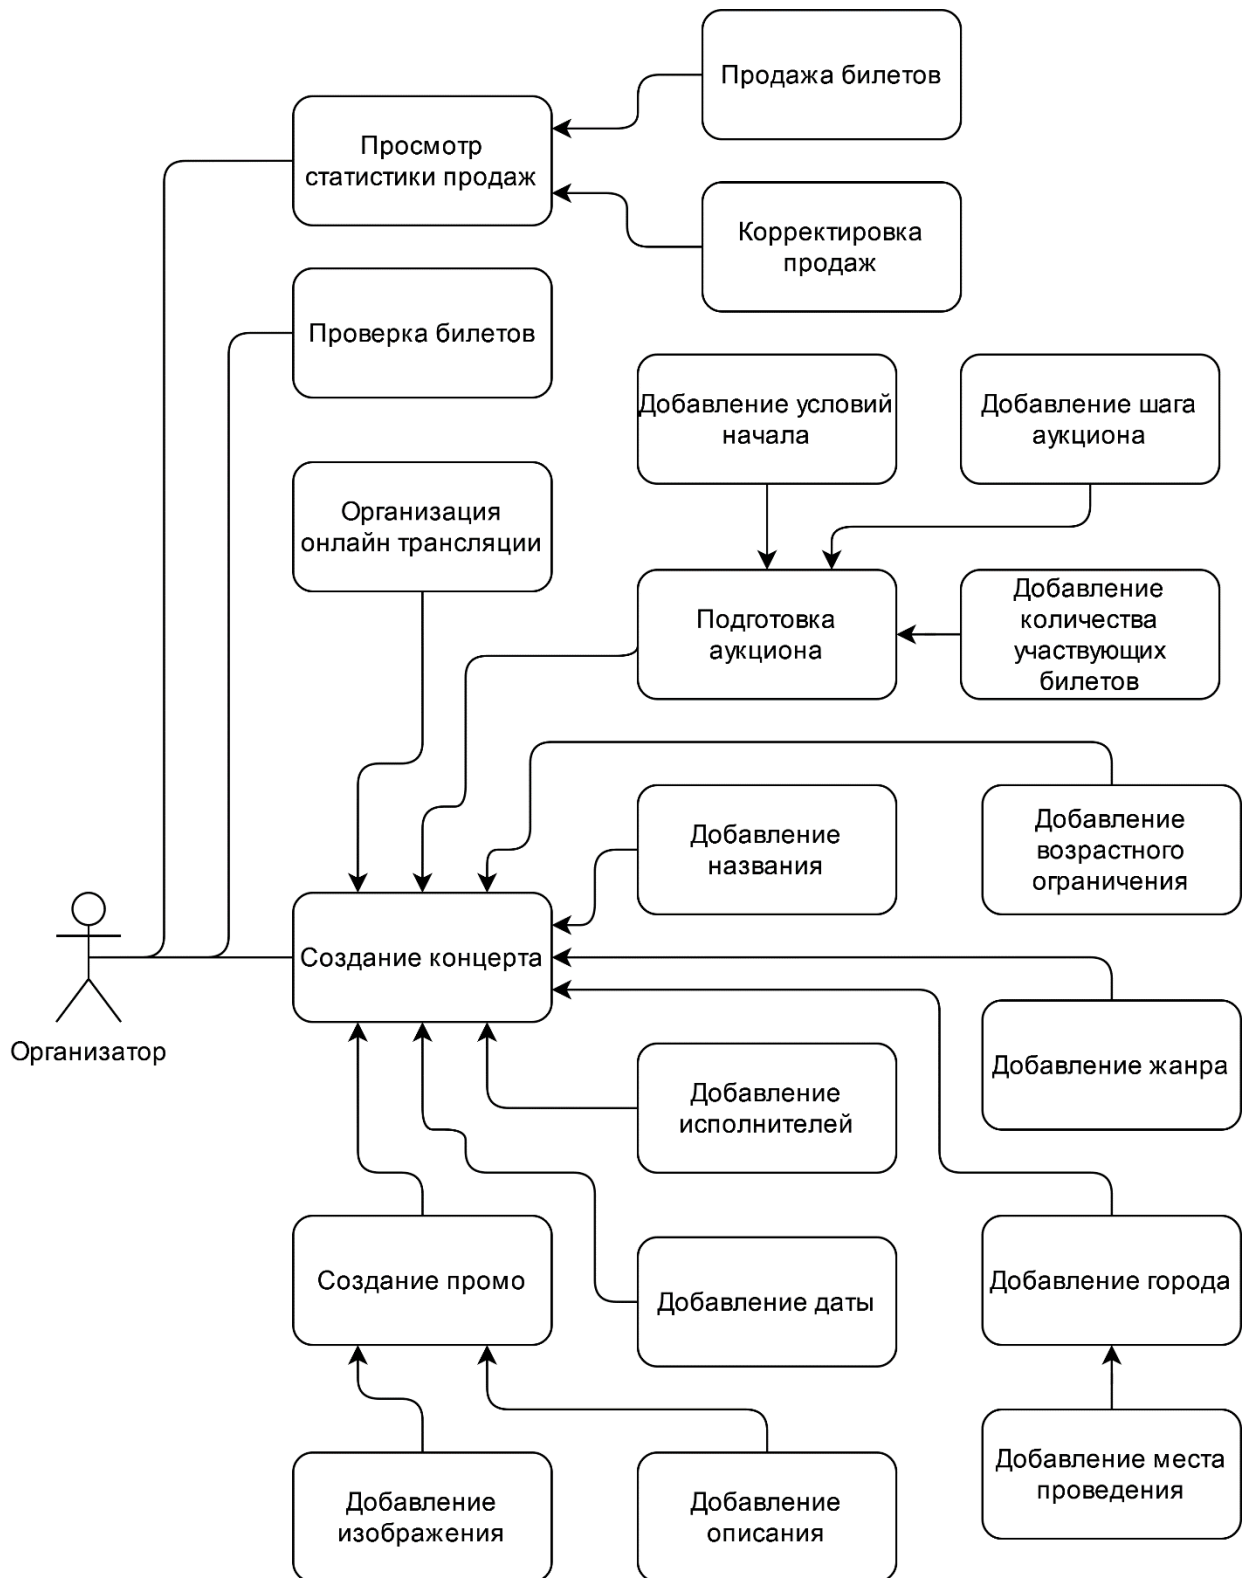 Продажа билетов
Просмотр
статистики продаж
Корректировка
продаж
Проверка билетов
Добавление условий
начала
Добавление шага
аукциона
Организация
онлайн трансляции
Подготовка
аукциона
Добавление
количества
участвующих
билетов
Добавление
названия
Добавление
возрастного
ограничения
Создание концерта
Организатор
Добавление жанра
Добавление
исполнителей
Создание промо
Добавление даты
Добавление города
Добавление
изображения
Добавление
описания
Добавление места
проведения